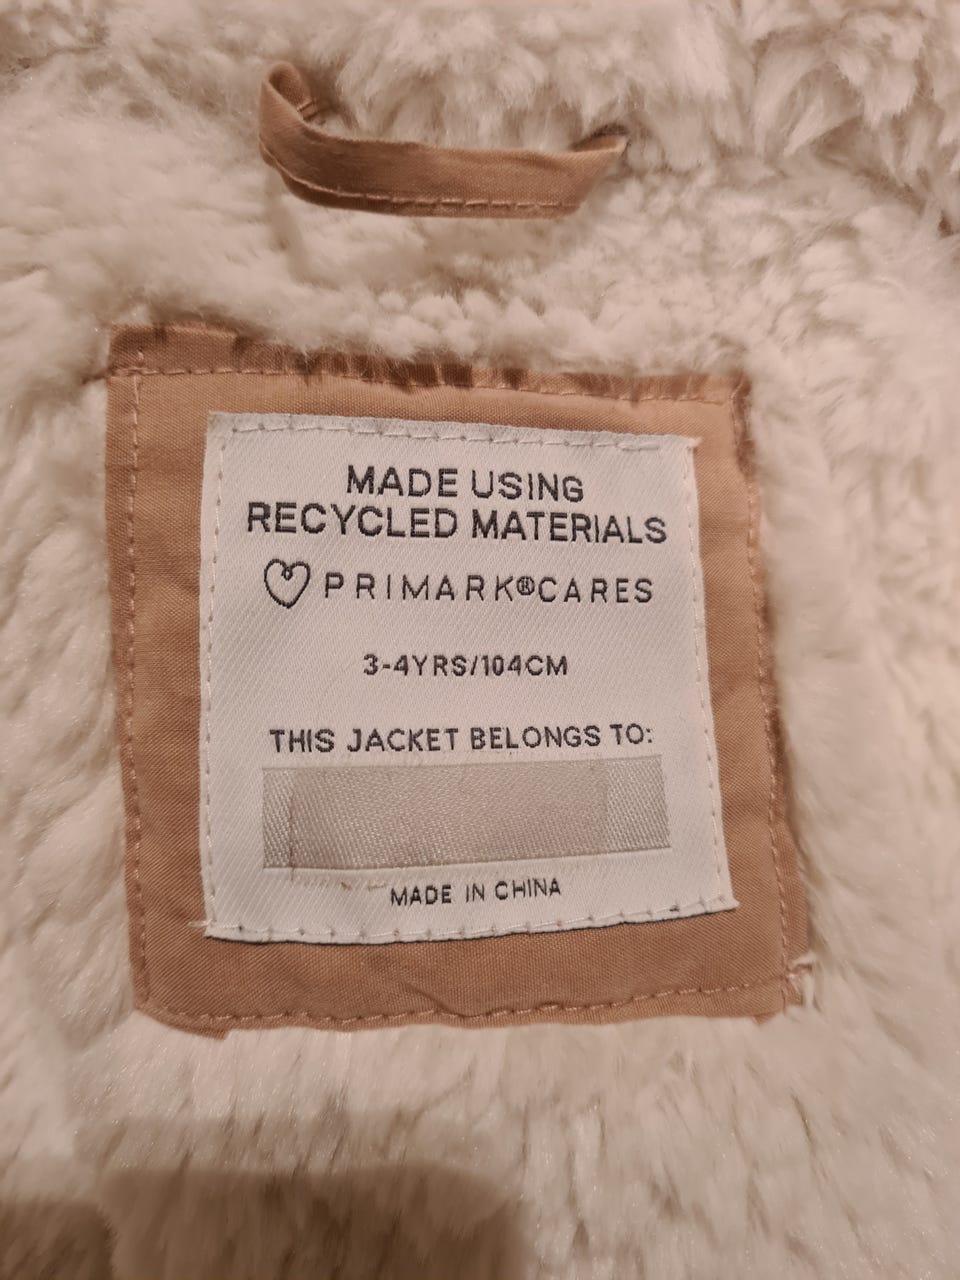 MADE USING
RECYCLED MATERIALS
PRIMARK®CARES
3-4YRS/104CM
THIS JACKET BELONGS TO:
MADE IN CHINA